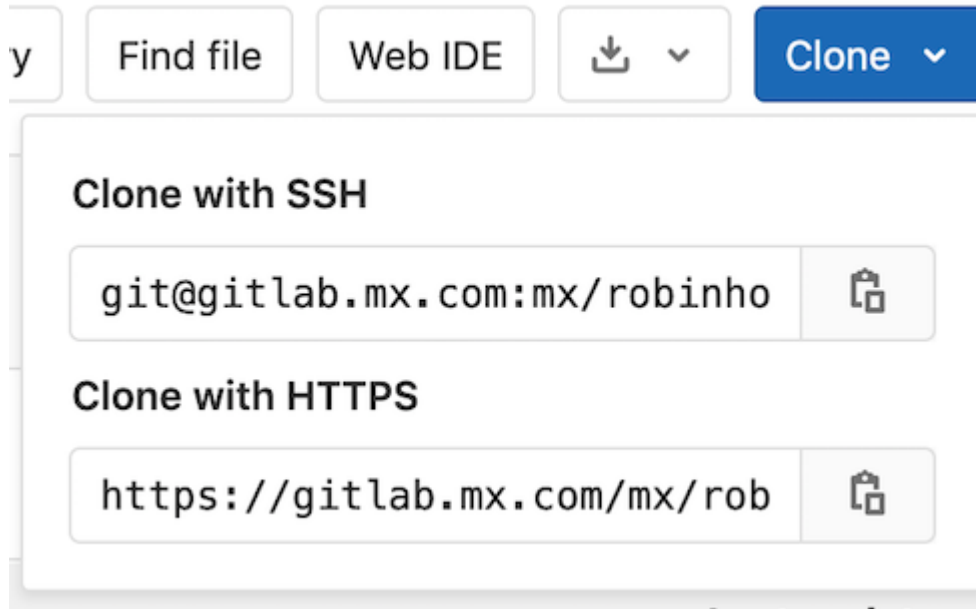 y
Find file
Web IDE
Clone
Clone with SSH
git@gitlab.mx.com:mx/robinho
Clone with HTTPS
https://gitlab.mx.com/mx/rob